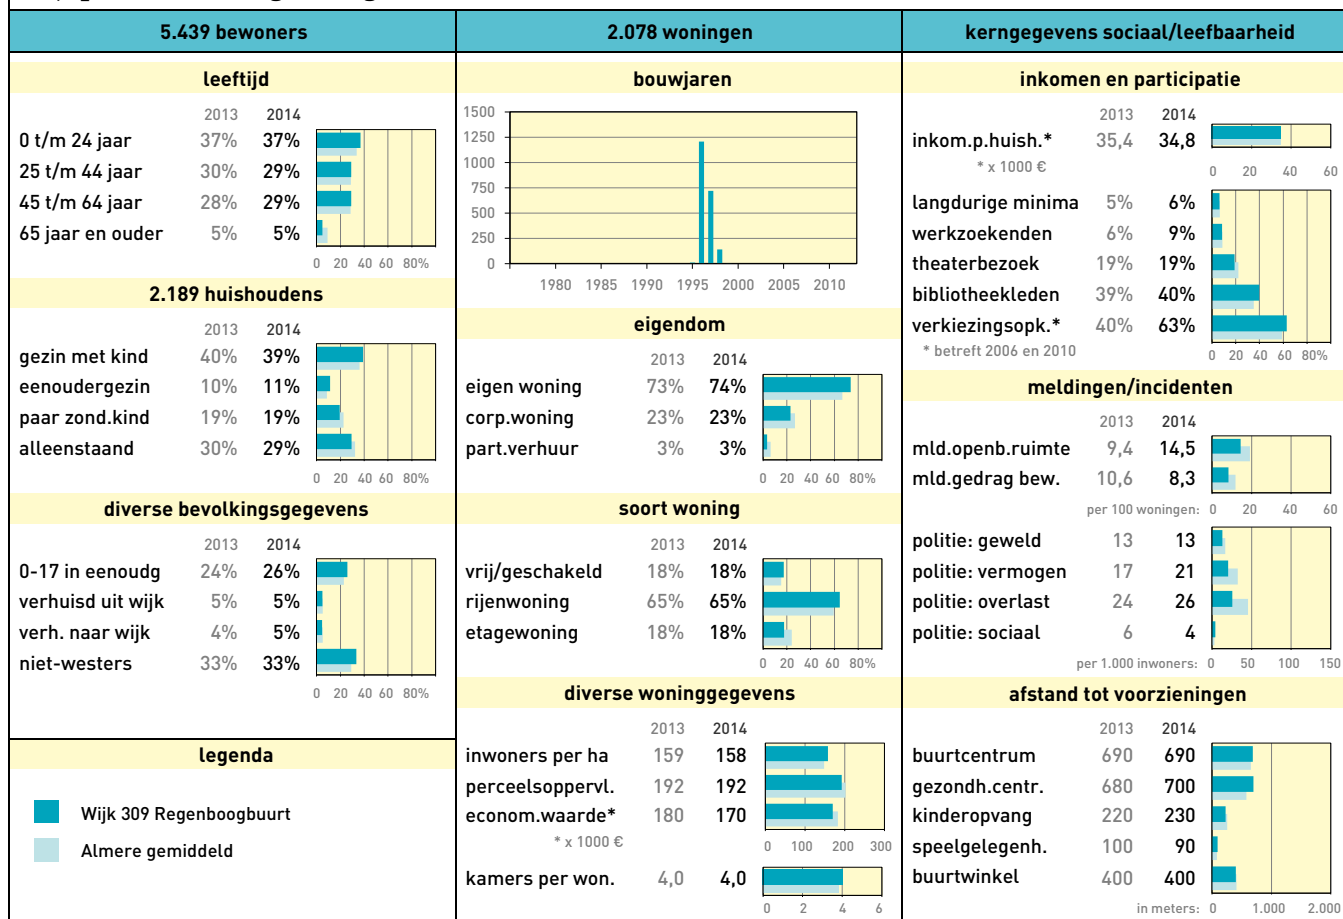 5.439 bewoners
leeftijd
2013 2014
0 t/m 24 jaar 37% 37%
25 t/m 44 jaar 30% 29%
45 t/m 64 jaar 28% 29%
65 jaar en ouder 5% 5%
0 20 40 60 80%
2.189 huishoudens
2013 2014
gezin met kind 40% 39%
eenoudergezin 10% 11%
paar zond.kind 19% 19%
alleenstaand 30% 29%
0 20 40 60 80%
diverse bevolkingsgegevens
2013 2014
0-17 in eenoudg 24% 26%
verhuisd uit wijk 5% 5%
verh. naar wijk 4% 5%
niet-westers 33% 33%
0 20 40 60 80%
legenda
Wijk 309 Regenboogbuurt
Almere gemiddeld
2.078 woningen
bouwjaren
1500
1250
1000
750
500
250
0
1980 1985 1990 1995 2000 2005 2010
eigendom
2013 2014
eigen woning 73% 74%
corp.woning 23% 23%
part.verhuur 3% 3%
0 20 40 60 80%
soort woning
2013 2014
vrij/geschakeld 18% 18%
rijenwoning 65% 65%
etagewoning 18% 18%
0 20 40 60 80%
diverse woninggegevens
2013 2014
inwoners per ha 159 158
perceelsoppervl. 192 192
econom.waarde* 180 170
* x 1000 €
0 100 200 300
kamers per won. 4,0 4,0
0 2 4 6
kerngegevens sociaal/leefbaarheid
inkomen en participatie
2013 2014
inkom.p.huish.* 35,4 34,8
* x 1000 €
0 20 40 60
langdurige minima 5% 6%
werkzoekenden 6% 9%
theaterbezoek 19% 19%
bibliotheekleden 39% 40%
verkiezingsopk.* 40% 63%
* betreft 2006 en 2010
0 20 40 60 80%
meldingen/incidenten
2013 2014
mld.openb.ruimte 9,4 14,5
mld.gedrag bew. 10,6 8,3
per 100 woningen: 0 20 40 60
politie: geweld 13 13
politie: vermogen 17 21
politie: overlast 24 26
politie: sociaal 6 4
per 1.000 inwoners: 0 50 100 150
afstand tot voorzieningen
2013 2014
buurtcentrum 690 690
gezondh.centr. 680 700
kinderopvang 220 230
speelgelegenh. 100 90
buurtwinkel 400 400
in meters: 0 1.000 2.000